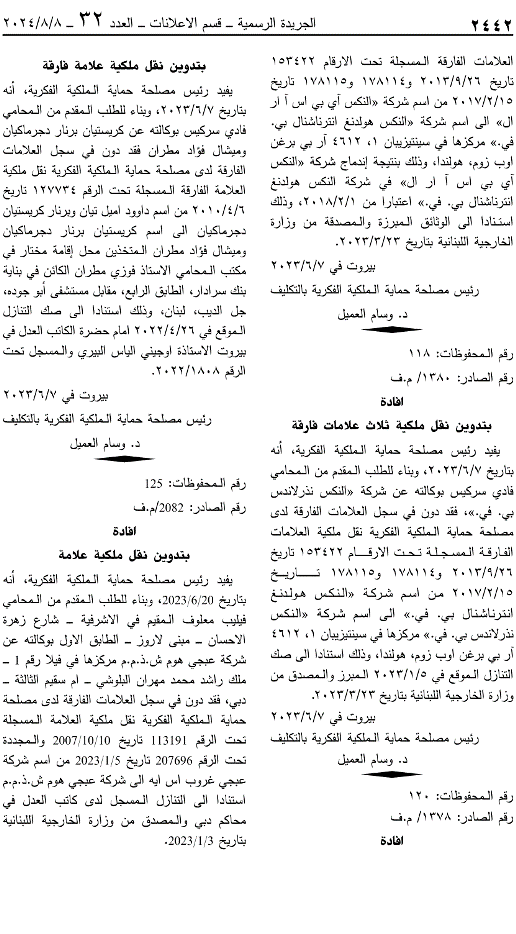 ٢٤٤٢
الجريدة الرسمية ــ قسم الاعلانات ــ العدد ٣٢ ــ ٢٠٢٤/٨/٨
العلامات الفارقة المسجلة تحت الارقام ١٥٣٤٢٢
تاريخ ٢٠١٣/٩/٢٦ و١٧٨١١٤ و١٧٨١١٥ تاريخ
٢٠١٧/٢/١٥ من اسم شركة «النكس آي بي اس آ ار
ال» الى اسم شركة «النكس هولدنغ انترناشنال بي.
في.» مركزها في سينتيزييان ١، ٤٦١٢ آر بي برغن
اوب زوم، هولندا، وذلك بنتيجة إندماج شركة «النكس
آي بي اس آ ار ال» في شركة النكس هولدنغ
انترناشنال بي. في.» اعتبارا من ٢٠١٨/٢/١، وذلك
استنادا الى الوثائق المبرزة والمصدقة من وزارة
الخارجية اللبنانية بتاريخ ٢٠٢٣/٣/٢٣.
بيروت في ٢٠٢٣/٦/٧
رئيس مصلحة حماية الملكية الفكرية بالتكليف
د. وسام العميل
رقم المحفوظات: ١١٨
رقم الصادر: ١٣٨٠/ م.ف
افادة
بتدوين نقل ملكية ثلاث علامات فارقة
يفيد رئيس مصلحة حماية الملكية الفكرية، أنه
بتاريخ ٢٠٢٣/٦/٧، وبناء للطلب المقدم من المحامي
فادي سركيس بوكالته عن شركة «النكس نذرلاندس
بي. في.»، فقد دون في سجل العلامات الفارقة لدى
مصلحة حماية الملكية الفكرية نقل ملكية العلامات
الفارقة المسجلة تحت الارقام ١٥٣٤٢٢ تاريخ
٢٠١٣/٩/٢٦ و١٧٨١١٤ و١٧٨١١٥ تاريخ
٢٠١٧/٢/١٥ من اسم شركة «النكس هولدنغ
انترناشنال بي. في.» الى اسم شركة «النكس
نذرلاندس بي. في.» مركزها في سينتيزييان ١، ٤٦١٢
آر بي برغن اوب زوم، هولندا، وذلك استنادا الى صك
التنازل الموقع في ٢٠٢٣/١/٥ المبرز والمصدق من
وزارة الخارجية اللبنانية بتاريخ ٢٠٢٣/٣/٢٣.
بيروت في ٢٠٢٣/٦/٧
رئيس مصلحة حماية الملكية الفكرية بالتكليف
د. وسام العميل
رقم المحفوظات: ١٢٠
رقم الصادر: ١٣٧٨/ م.ف
افادة
بتدوين نقل ملكية علامة فارقة
يفيد رئيس مصلحة حماية الملكية الفكرية، أنه
بتاريخ ٢٠٢٣/٦/٧، وبناء للطلب المقدم من المحامي
فادي سركيس بوكالته عن كريستيان برنار دجرماكيان
وميشال فؤاد مطران فقد دون في سجل العلامات
الفارقة لدى مصلحة حماية الملكية الفكرية نقل ملكية
العلامة الفارقة المسجلة تحت الرقم ١٢٧٧٣٤ تاريخ
٢٠١٠/٤/٦ من اسم داوود اميل تيان وبرنار كريستيان
دجرماكيان الى اسم كريستيان برنار دجرماكيان
وميشال فؤاد مطران المتخذين محل إقامة مختار في
مكتب المحامي الاستاذ فوزي مطران الكائن في بناية
بنك سرادار، الطابق الرابع، مقابل مستشفى أبو جوده،
جل الديب، لبنان، وذلك استنادا الى صك التنازل
الموقع في ٢٠٢٢/٤/٢٦ امام حضرة الكاتب العدل في
بيروت الاستاذة اوجيني الياس البيري والمسجل تحت
الرقم ٢٠٢٢/١٨٠٨.
بيروت في ٢٠٢٣/٦/٧
رئيس مصلحة حماية الملكية الفكرية بالتكليف
د. وسام العميل
رقم المحفوظات: 125
رقم الصادر: 2082/م.ف
افادة
بتدوين نقل ملكية علامة
يفيد رئيس مصلحة حماية الملكية الفكرية، أنه
بتاريخ 2023/6/20، وبناء للطلب المقدم من المحامي
فيليب معلوف المقيم في الاشرفية ــ شارع زهرة
الاحسان ــ مبنى لاروز ــ الطابق الاول بوكالته عن
شركة عبجي هوم ش.ذ.م.م مركزها في فيلا رقم 1 ــ
ملك راشد محمد مهران البلوشي ــ ام سقيم الثالثة ــ
دبي، فقد دون في سجل العلامات الفارقة لدى مصلحة
حماية الملكية الفكرية نقل ملكية العلامة المسجلة
تحت الرقم 113191 تاريخ 2007/10/10 والمجددة
تحت الرقم 207696 تاريخ 2023/1/5 من اسم شركة
عبجي غروب اس ايه الى شركة عبجي هوم ش.ذ.م.م
استنادا الى التنازل المسجل لدى كاتب العدل في
محاكم دبي والمصدق من وزارة الخارجية اللبنانية
بتاريخ 2023/1/3.